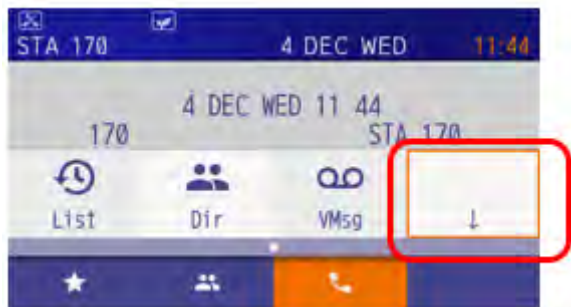 STA 170 4 DEC WED 11:44
4 DEC WED 11 44
170 STA 170
List Dir VMsg ↓